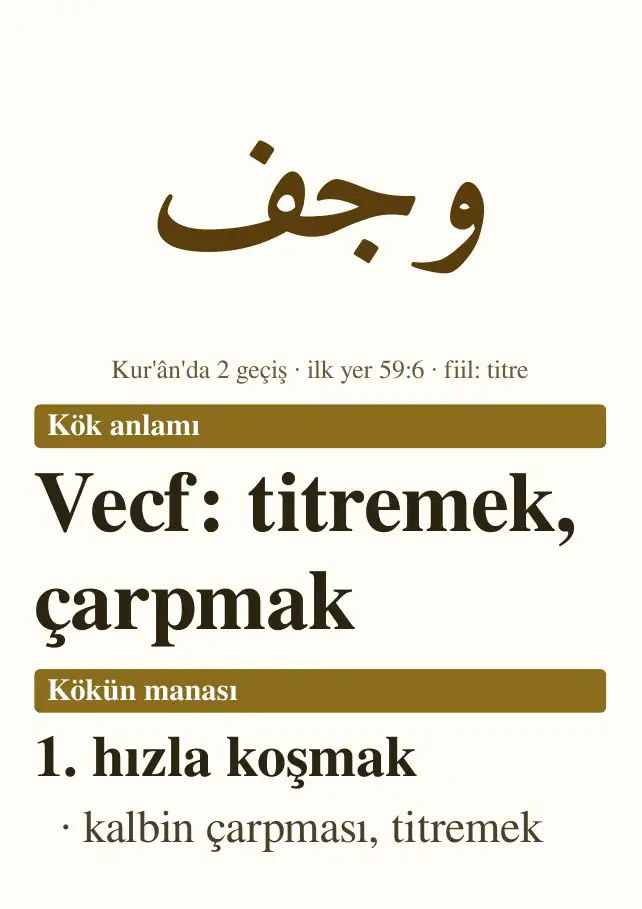 وجف
Kur'ân'da 2 geçiş · ilk yer 59:6 · fiil: titre
Kök anlamı
Vecf: titremek,
çarpmak
Kökün manası
1. hızla koşmak
· kalbin çarpması, titremek